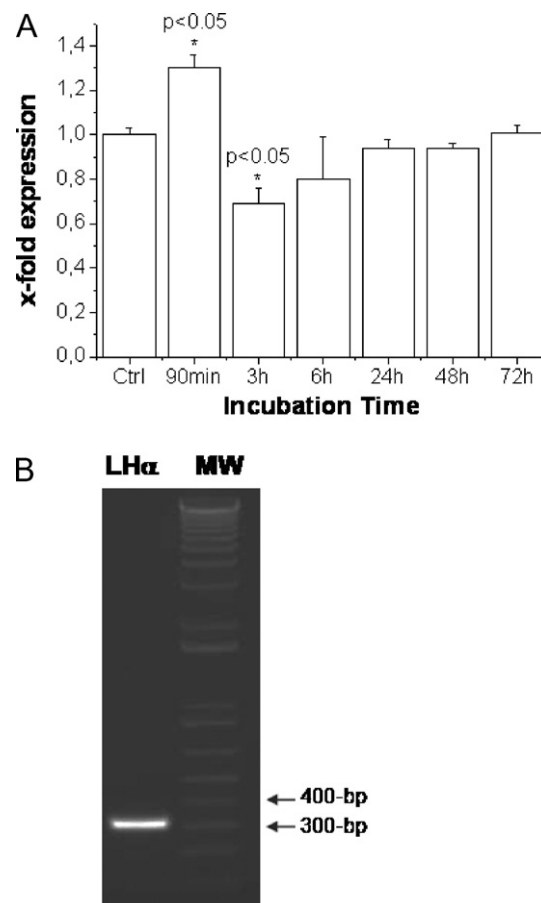 A
p<0.05
*
p<0.05
*
1,4
1,2
1,0
0,8
0,6
0,4
0,2
0,0
x-fold expression
Ctrl 90min 3h 6h 24h 48h 72h
Incubation Time
B
LHα MW
400-bp
300-bp